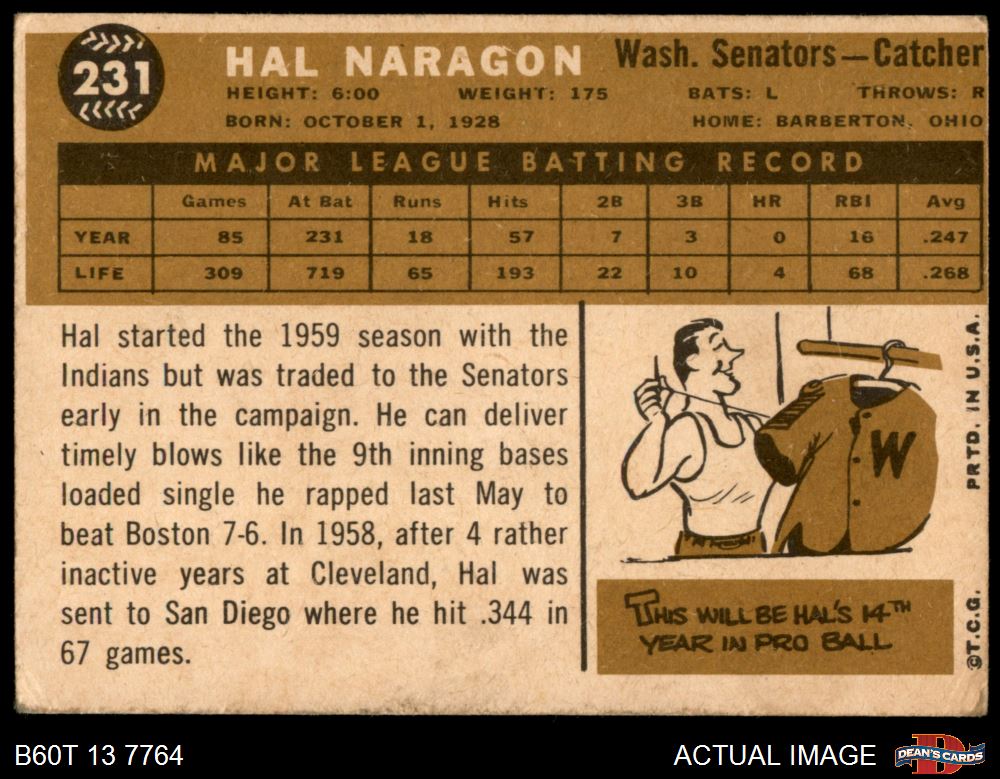 231
HAL NARAGON Wash. Senators—Catcher
HEIGHT: 6:00 WEIGHT: 175 BATS: L THROWS: R
BORN: OCTOBER 1, 1928 HOME: BARBERTON, OHIO
MAJOR LEAGUE BATTING RECORD
Games At Bat Runs Hits 2B 3B HR RBI Avg
YEAR 85 231 18 57 7 3 0 16 .247
LIFE 309 719 65 193 22 10 4 68 .268
Hal started the 1959 season with the
Indians but was traded to the Senators
early in the campaign. He can deliver
timely blows like the 9th inning bases
loaded single he rapped last May to
beat Boston 7-6. In 1958, after 4 rather
inactive years at Cleveland, Hal was
sent to San Diego where he hit .344 in
67 games.
W
THIS WILL BE HAL'S 14TH
YEAR IN PRO BALL
©T.C.G. PRTD. IN U.S.A.
B60T 13 7764 ACTUAL IMAGE
DEAN'S CARDS